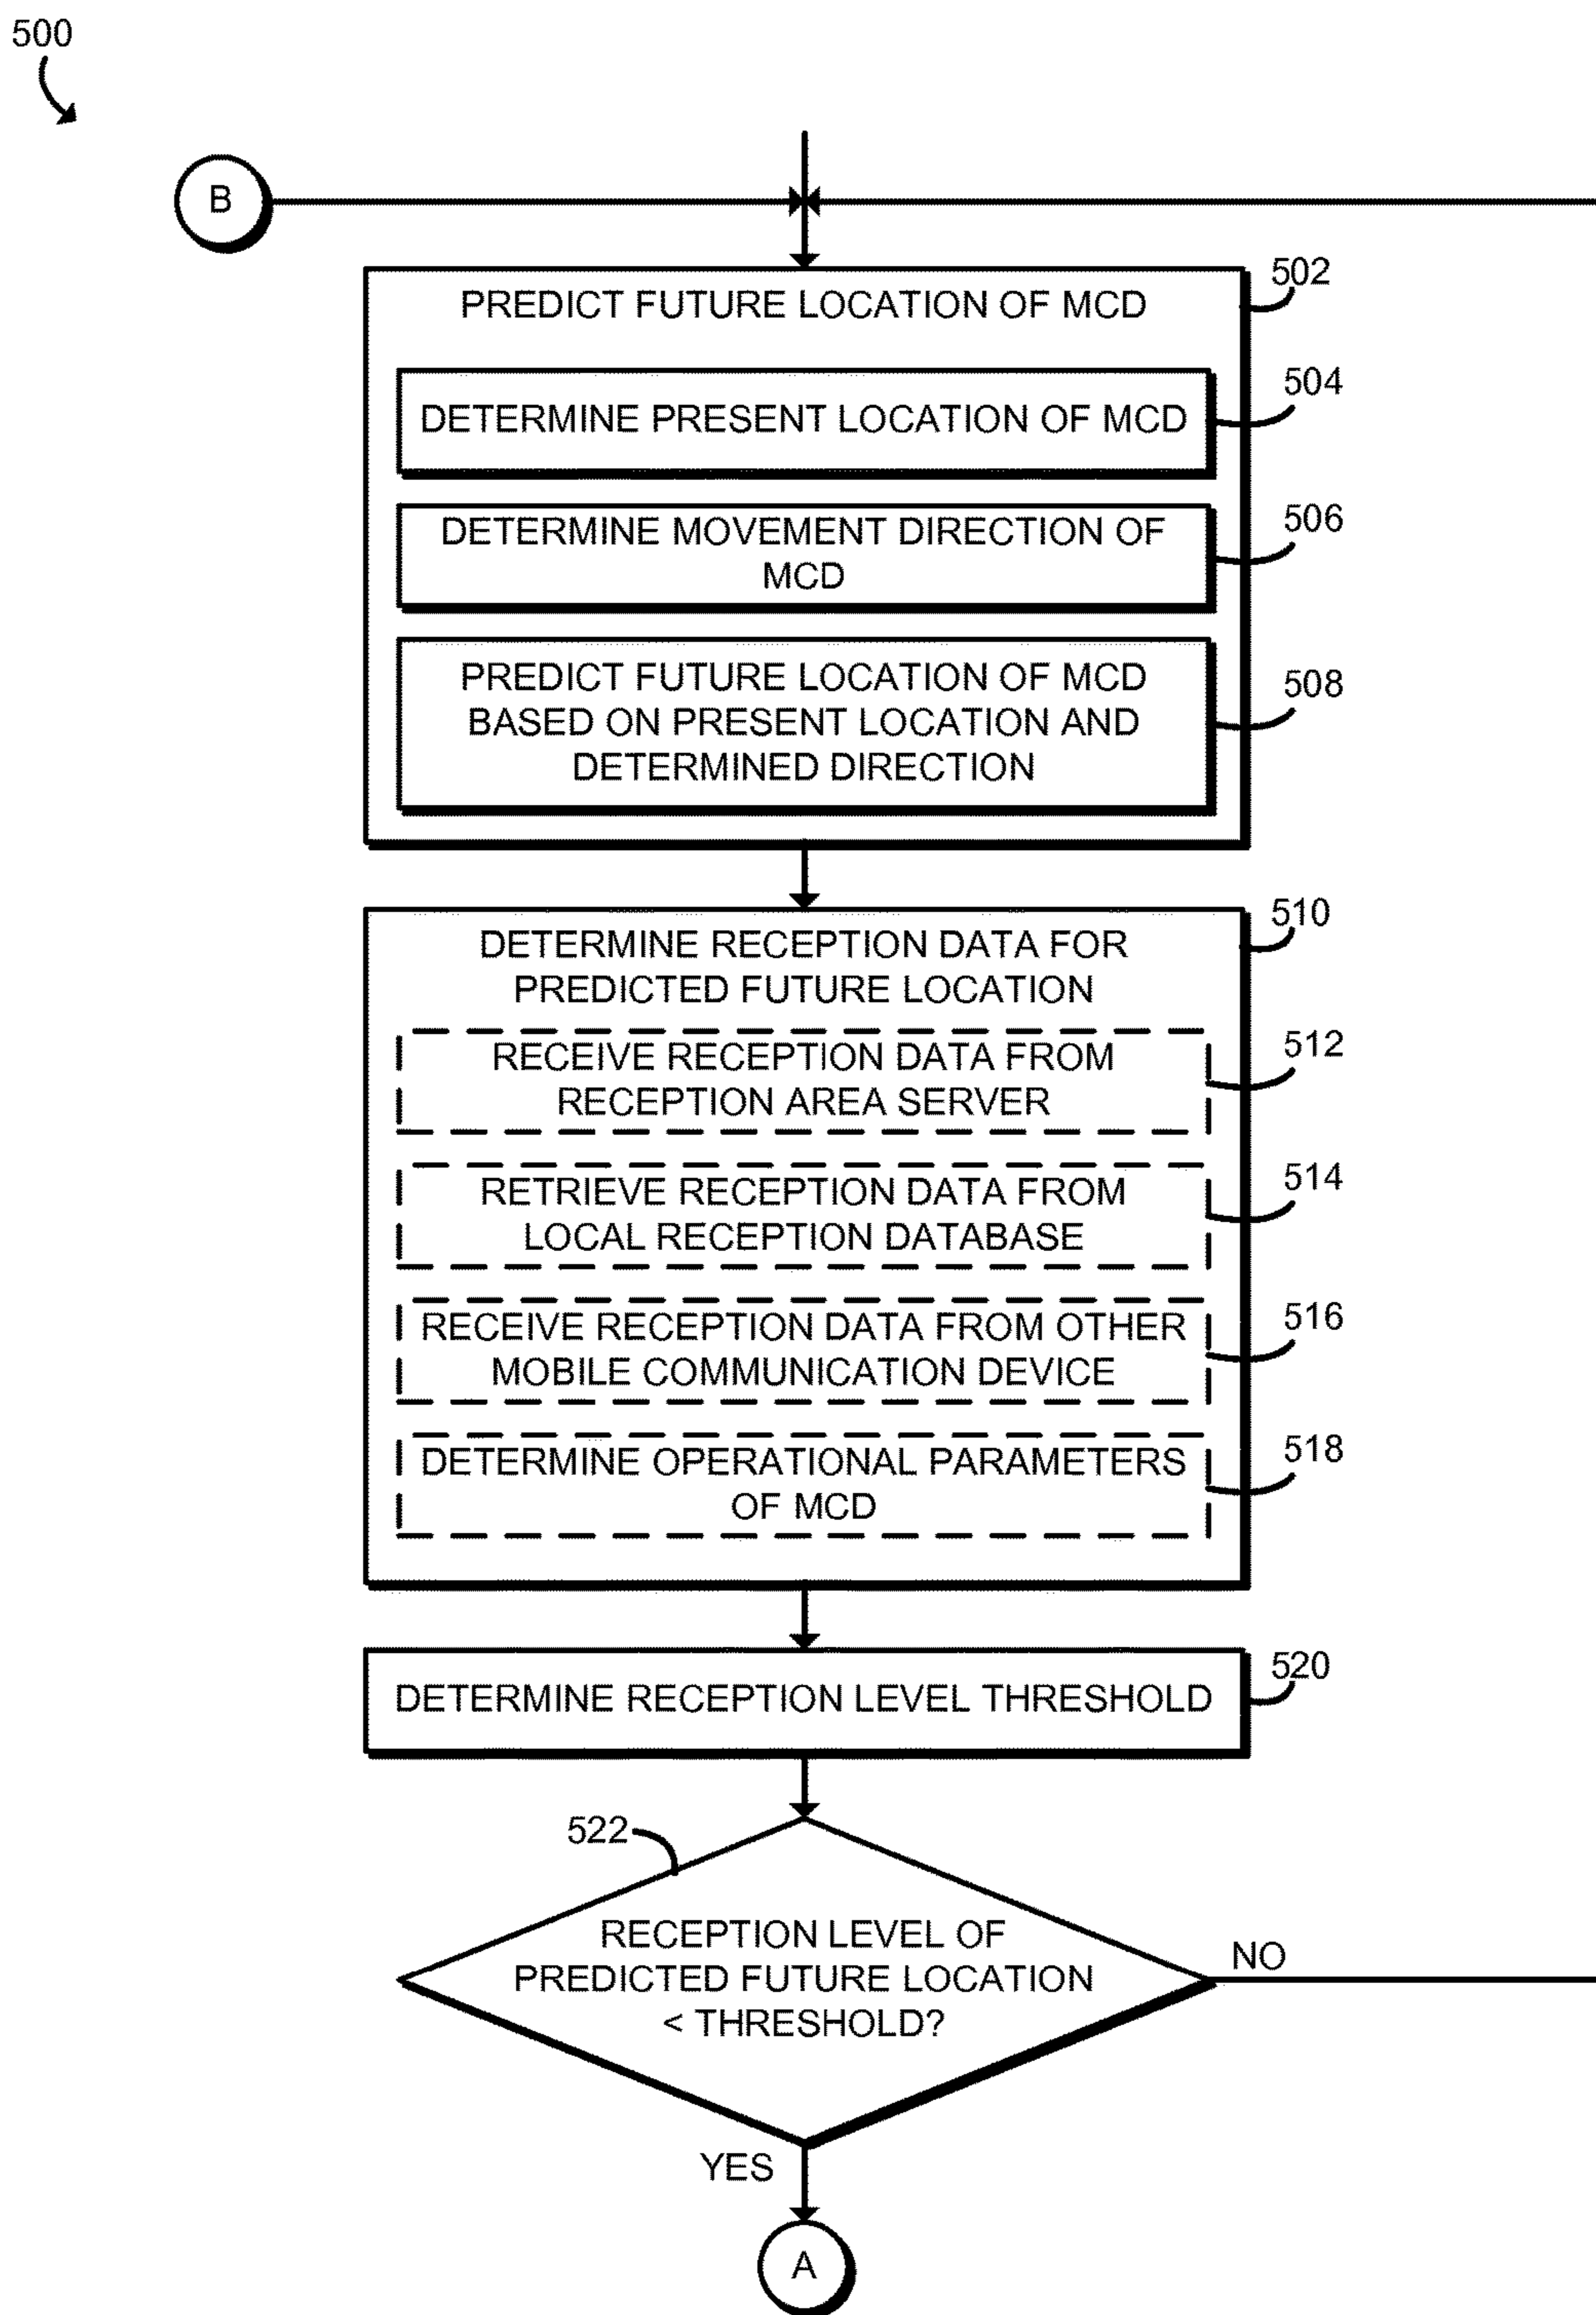 500
B
PREDICT FUTURE LOCATION OF MCD
502
DETERMINE PRESENT LOCATION OF MCD
504
DETERMINE MOVEMENT DIRECTION OF
MCD
506
PREDICT FUTURE LOCATION OF MCD
BASED ON PRESENT LOCATION AND
DETERMINED DIRECTION
508
DETERMINE RECEPTION DATA FOR
PREDICTED FUTURE LOCATION
510
RECEIVE RECEPTION DATA FROM
RECEPTION AREA SERVER
512
RETRIEVE RECEPTION DATA FROM
LOCAL RECEPTION DATABASE
514
RECEIVE RECEPTION DATA FROM OTHER
MOBILE COMMUNICATION DEVICE
516
DETERMINE OPERATIONAL PARAMETERS
OF MCD
518
DETERMINE RECEPTION LEVEL THRESHOLD
520
522
RECEPTION LEVEL OF
PREDICTED FUTURE LOCATION
< THRESHOLD?
NO
YES
A